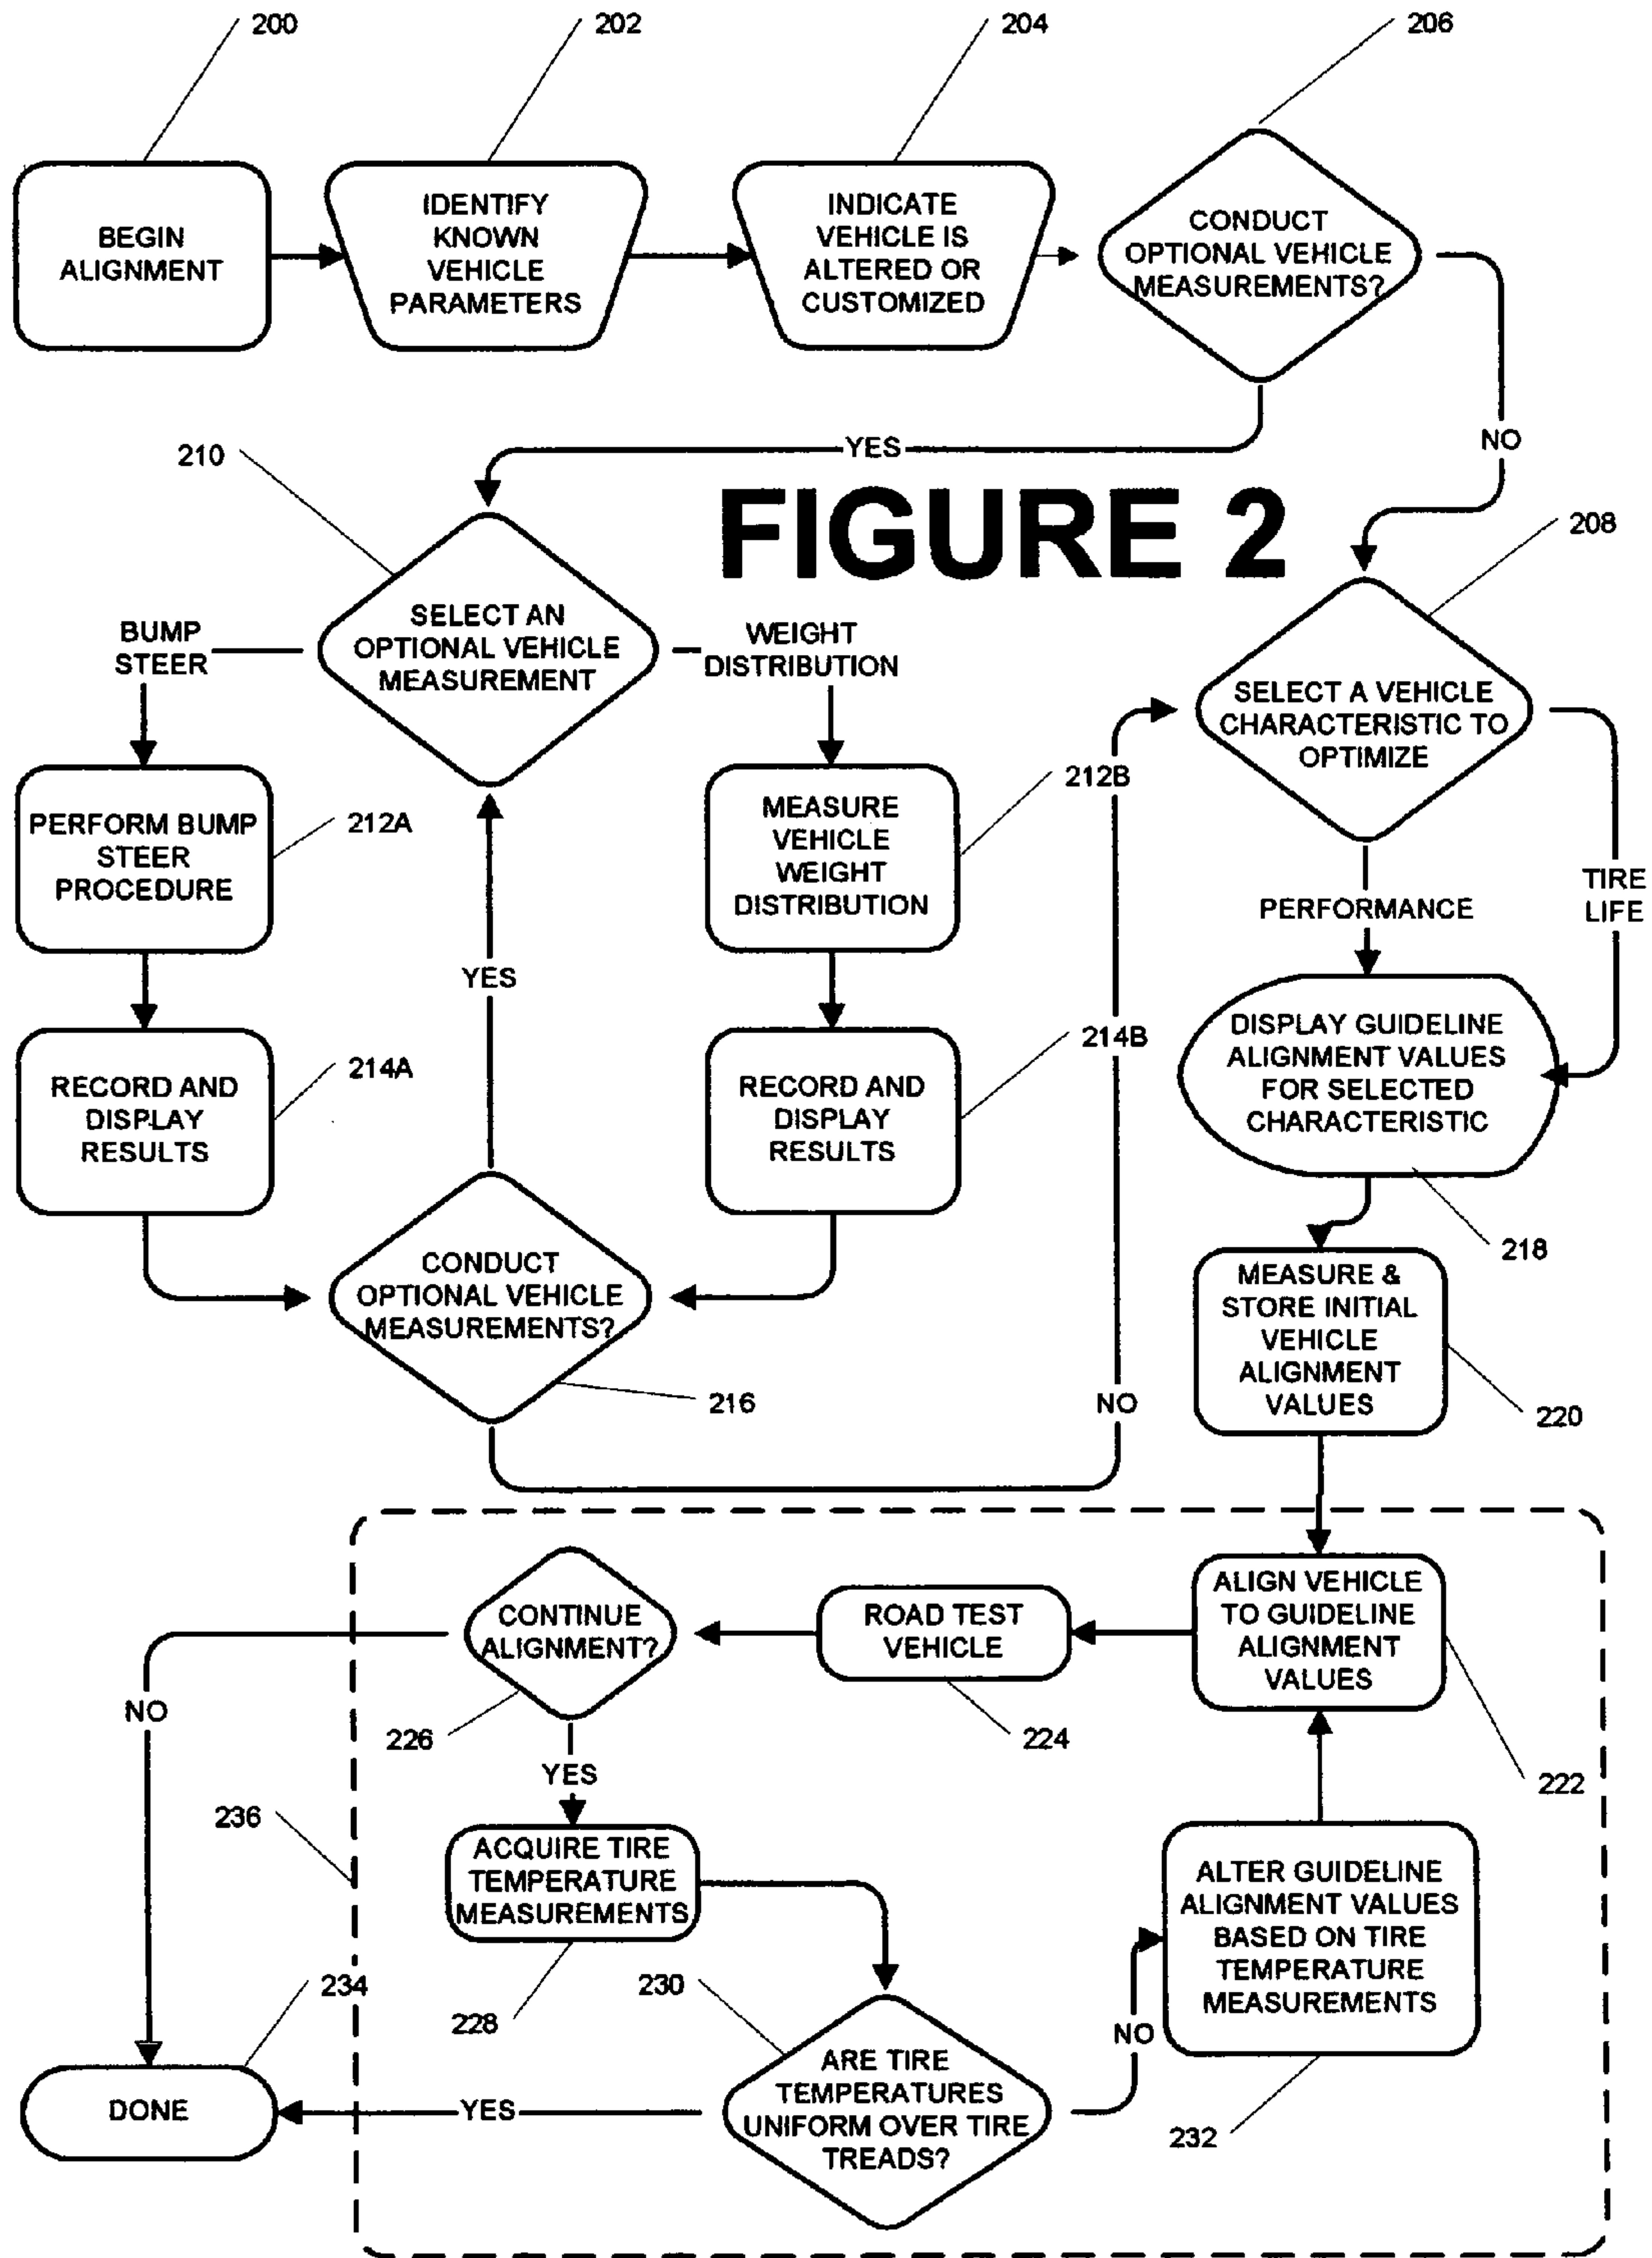 200
202
204
206
BEGIN
ALIGNMENT
IDENTIFY
KNOWN
VEHICLE
PARAMETERS
INDICATE
VEHICLE IS
ALTERED OR
CUSTOMIZED
CONDUCT
OPTIONAL VEHICLE
MEASUREMENTS?
YES
NO
FIGURE 2
210
208
SELECT AN
OPTIONAL VEHICLE
MEASUREMENT
BUMP
STEER
WEIGHT
DISTRIBUTION
SELECT A VEHICLE
CHARACTERISTIC TO
OPTIMIZE
PERFORM BUMP
STEER
PROCEDURE
212A
MEASURE
VEHICLE
WEIGHT
DISTRIBUTION
212B
PERFORMANCE
TIRE
LIFE
YES
RECORD AND
DISPLAY
RESULTS
214A
RECORD AND
DISPLAY
RESULTS
214B
DISPLAY GUIDELINE
ALIGNMENT VALUES
FOR SELECTED
CHARACTERISTIC
218
CONDUCT
OPTIONAL VEHICLE
MEASUREMENTS?
216
NO
MEASURE &
STORE INITIAL
VEHICLE
ALIGNMENT
VALUES
220
ALIGN VEHICLE
TO GUIDELINE
ALIGNMENT
VALUES
222
ROAD TEST
VEHICLE
224
CONTINUE
ALIGNMENT?
226
NO
YES
236
ACQUIRE TIRE
TEMPERATURE
MEASUREMENTS
228
ALTER GUIDELINE
ALIGNMENT VALUES
BASED ON TIRE
TEMPERATURE
MEASUREMENTS
232
234
230
NO
ARE TIRE
TEMPERATURES
UNIFORM OVER TIRE
TREADS?
YES
DONE